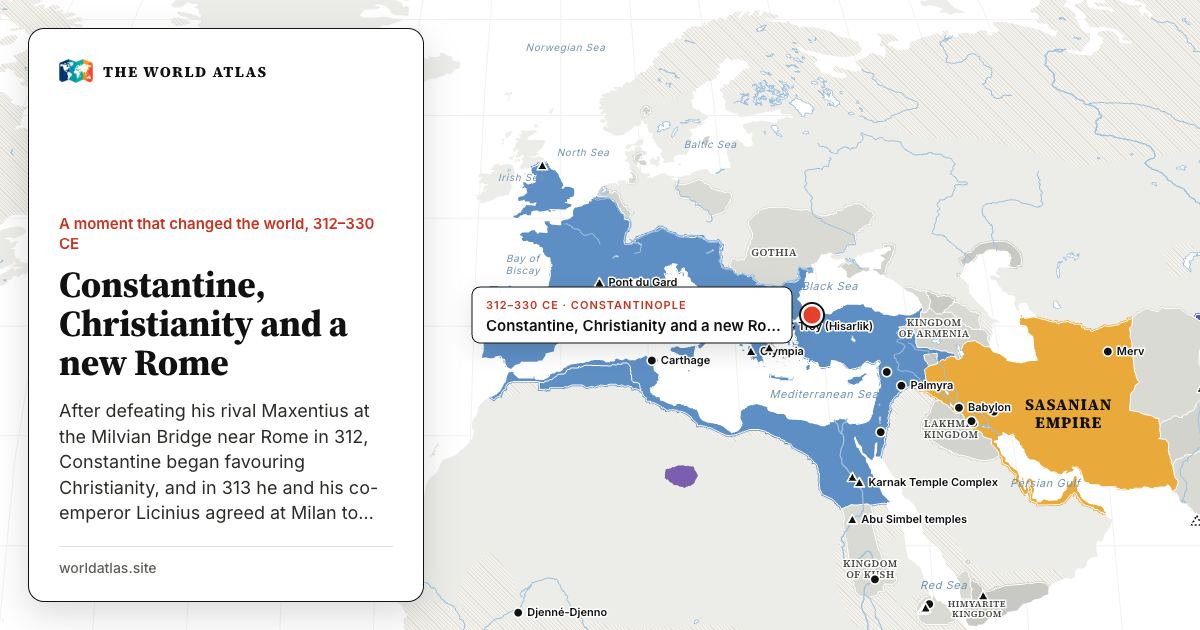 THE WORLD ATLAS
A moment that changed the world, 312–330
CE
Constantine,
Christianity and a
new Rome
After defeating his rival Maxentius at
the Milvian Bridge near Rome in 312,
Constantine began favouring
Christianity, and in 313 he and his co-
emperor Licinius agreed at Milan to…
worldatlas.site
Norwegian Sea
North Sea
Baltic Sea
Irish Se
Bay of
Biscay
GOTHIA
Pont du Gard
Black Sea
312–330 CE · CONSTANTINOPLE
Constantine, Christianity and a new Ro…
Troy (Hisarlik)
KINGDOM
OF ARMENIA
Olympia
Carthage
Merv
Palmyra
Mediterranean Sea
Babylon
SASANIAN
EMPIRE
LAKHM
KINGDOM
Karnak Temple Complex
Persian Gulf
Abu Simbel temples
KINGDOM
OF KUSH
Red Sea
HIMYARITE
KINGDOM
Djenné-Djenno